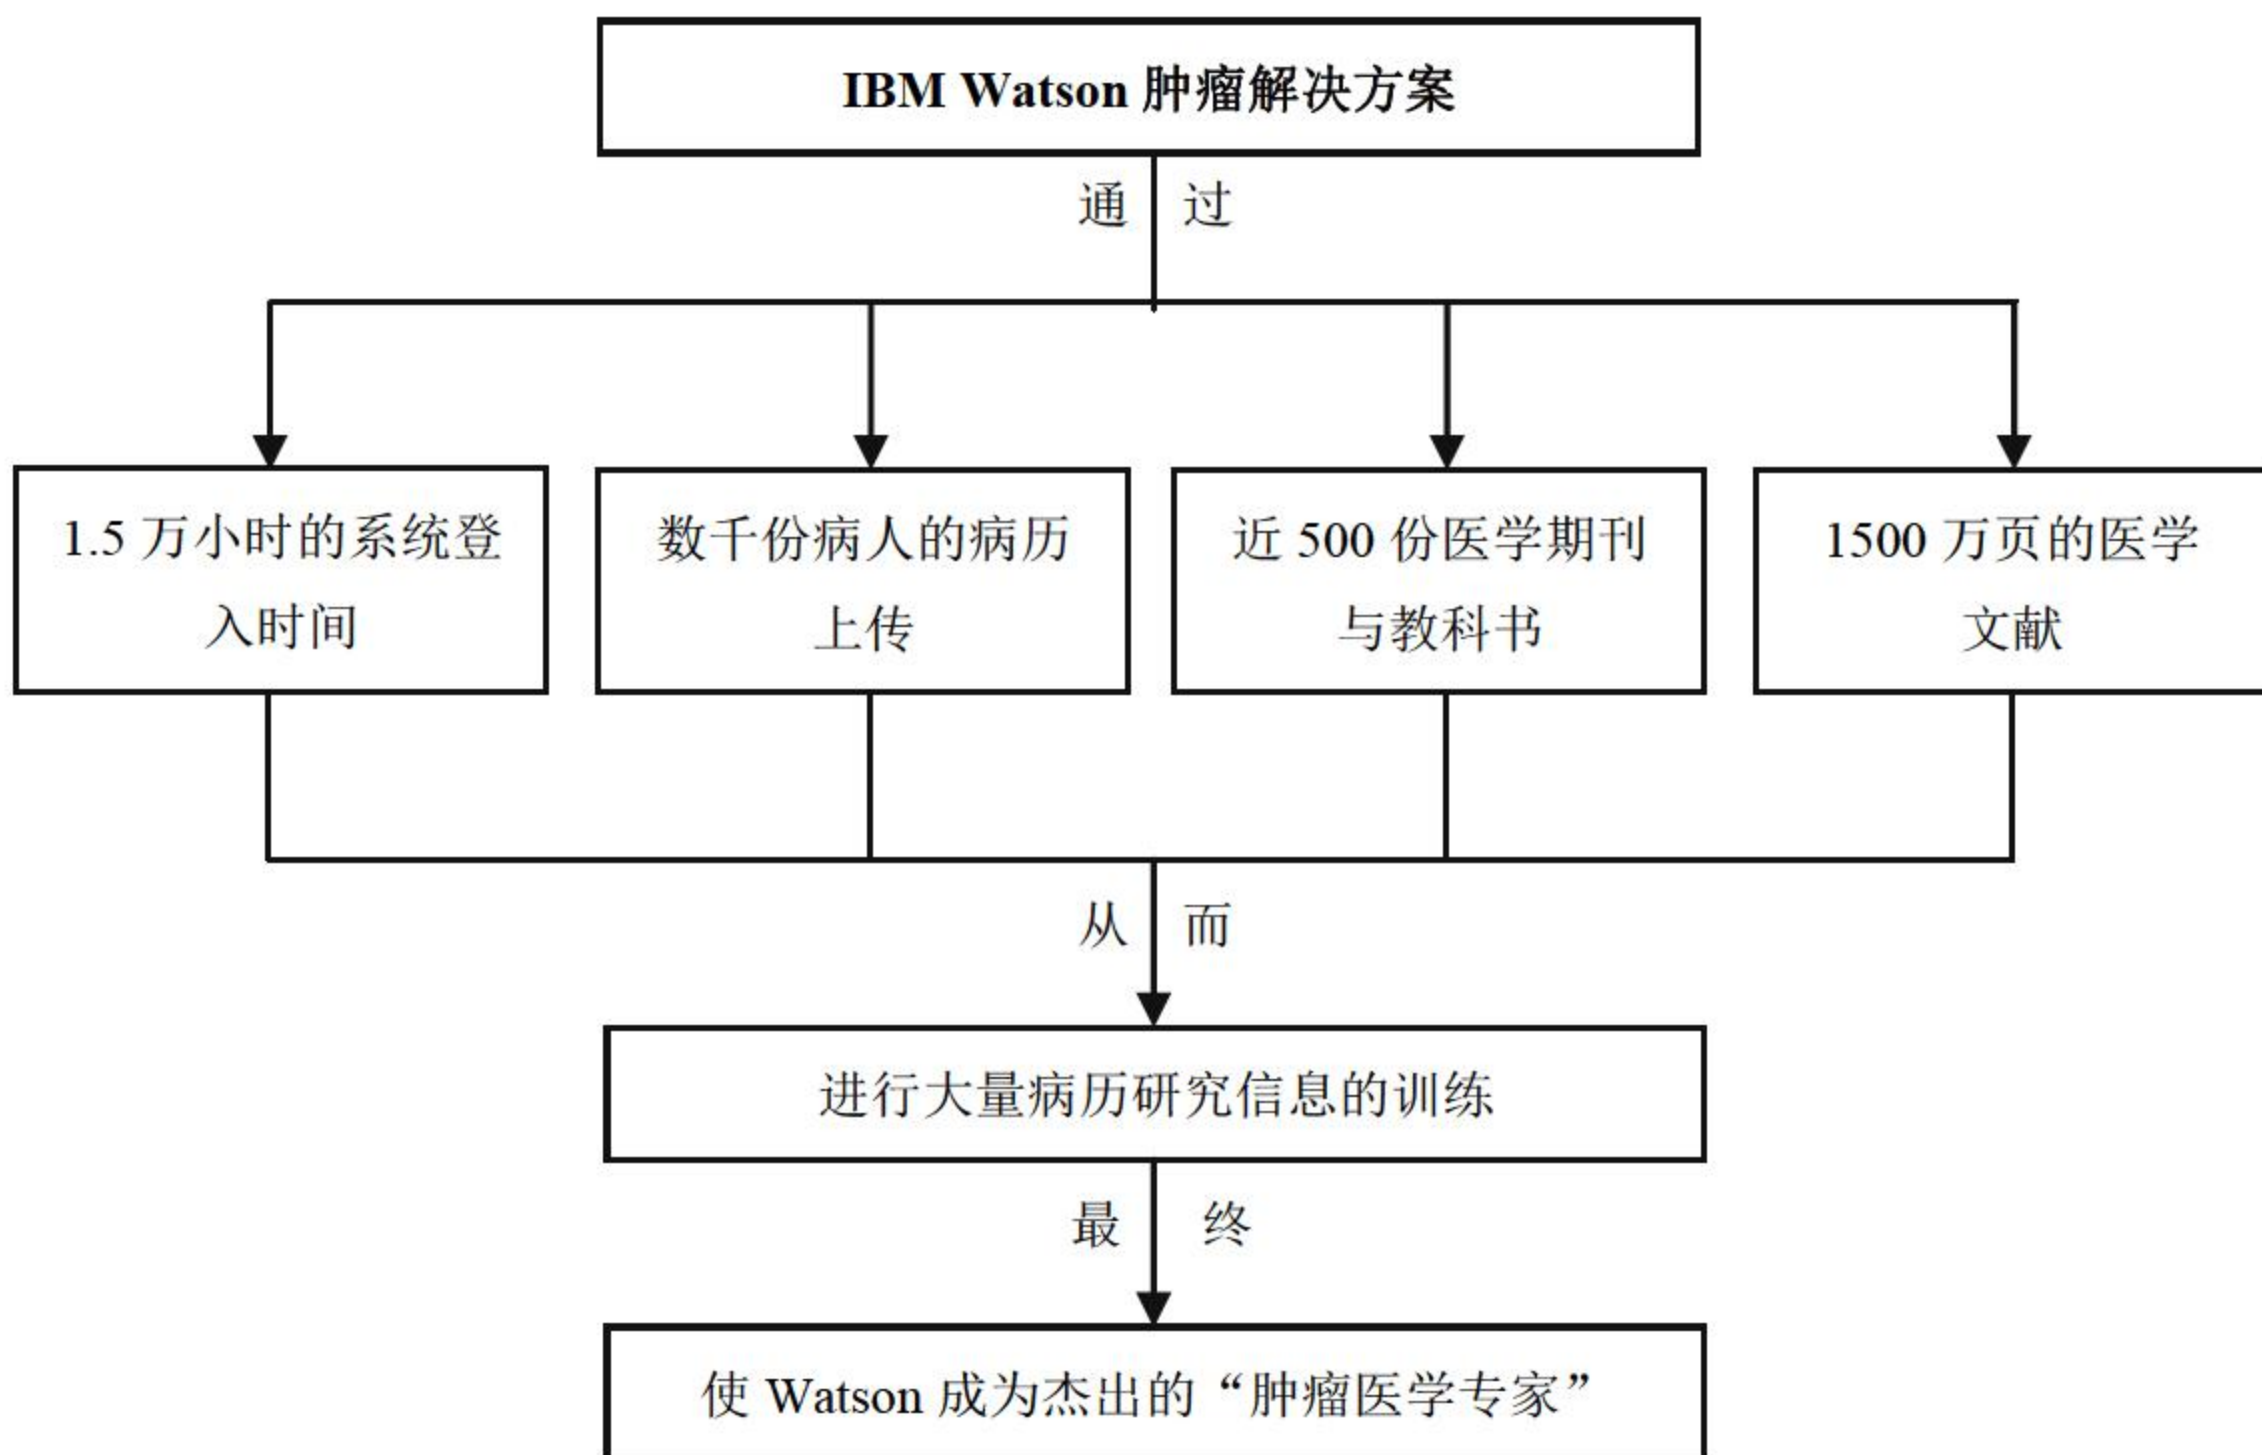 IBM Watson 肿瘤解决方案
通 过
1.5 万小时的系统登
入时间
数千份病人的病历
上传
近 500 份医学期刊
与教科书
1500 万页的医学
文献
从 而
进行大量病历研究信息的训练
最 终
使 Watson 成为杰出的“肿瘤医学专家”